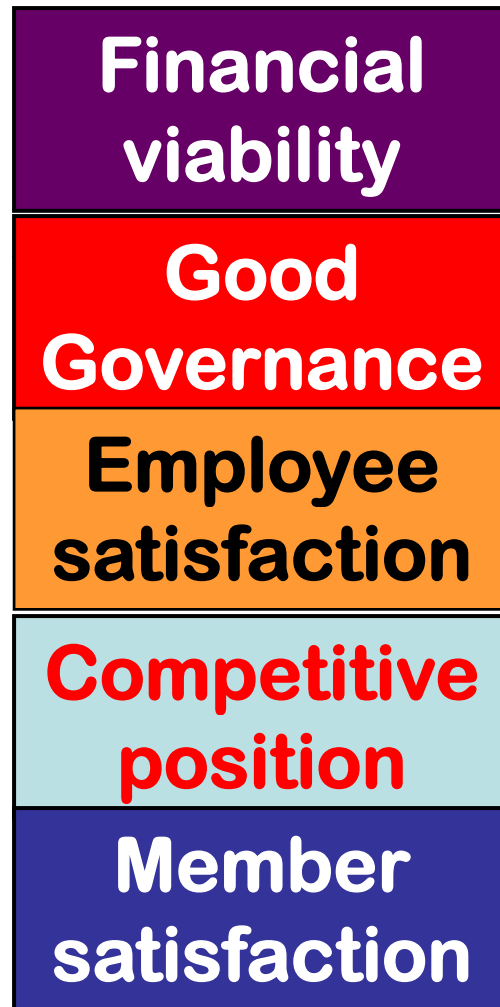 Financial
viability
Good
Governance
Employee
satisfaction
Competitive
position
Member
satisfaction